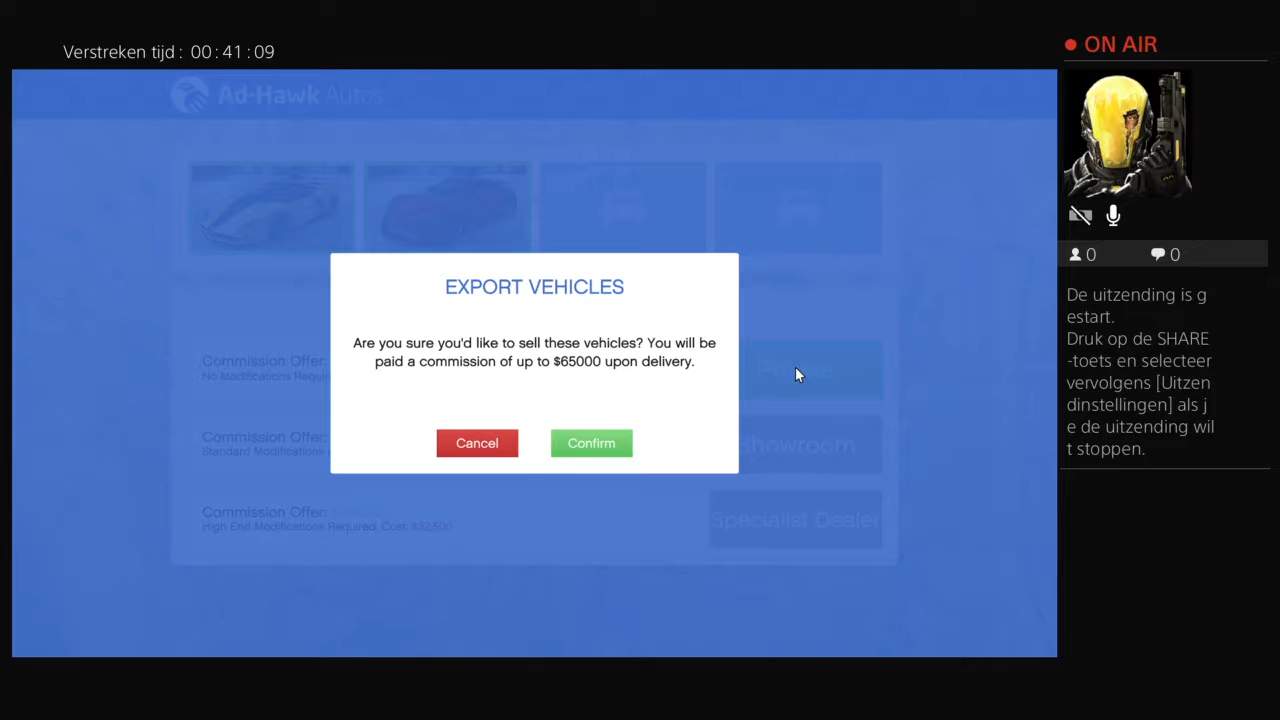 Verstreken tijd: 00:41:09
ON AIR
Ad-Hawk Autos
EXPORT VEHICLES
Are you sure you'd like to sell these vehicles? You will be
paid a commission of up to $65000 upon delivery.
Cancel
Confirm
Commission Offer:
No Modifications
Commission Offer:
Standard Modifications
Showroom
Commission Offer:
High End Modifications Required. Cost: $32,500
Specialist Dealer
0
0
De uitzending is g
estart.
Druk op de SHARE
-toets en selecteer
vervolgens [Uitzen
dinstellingen] als j
e de uitzending wil
t stoppen.